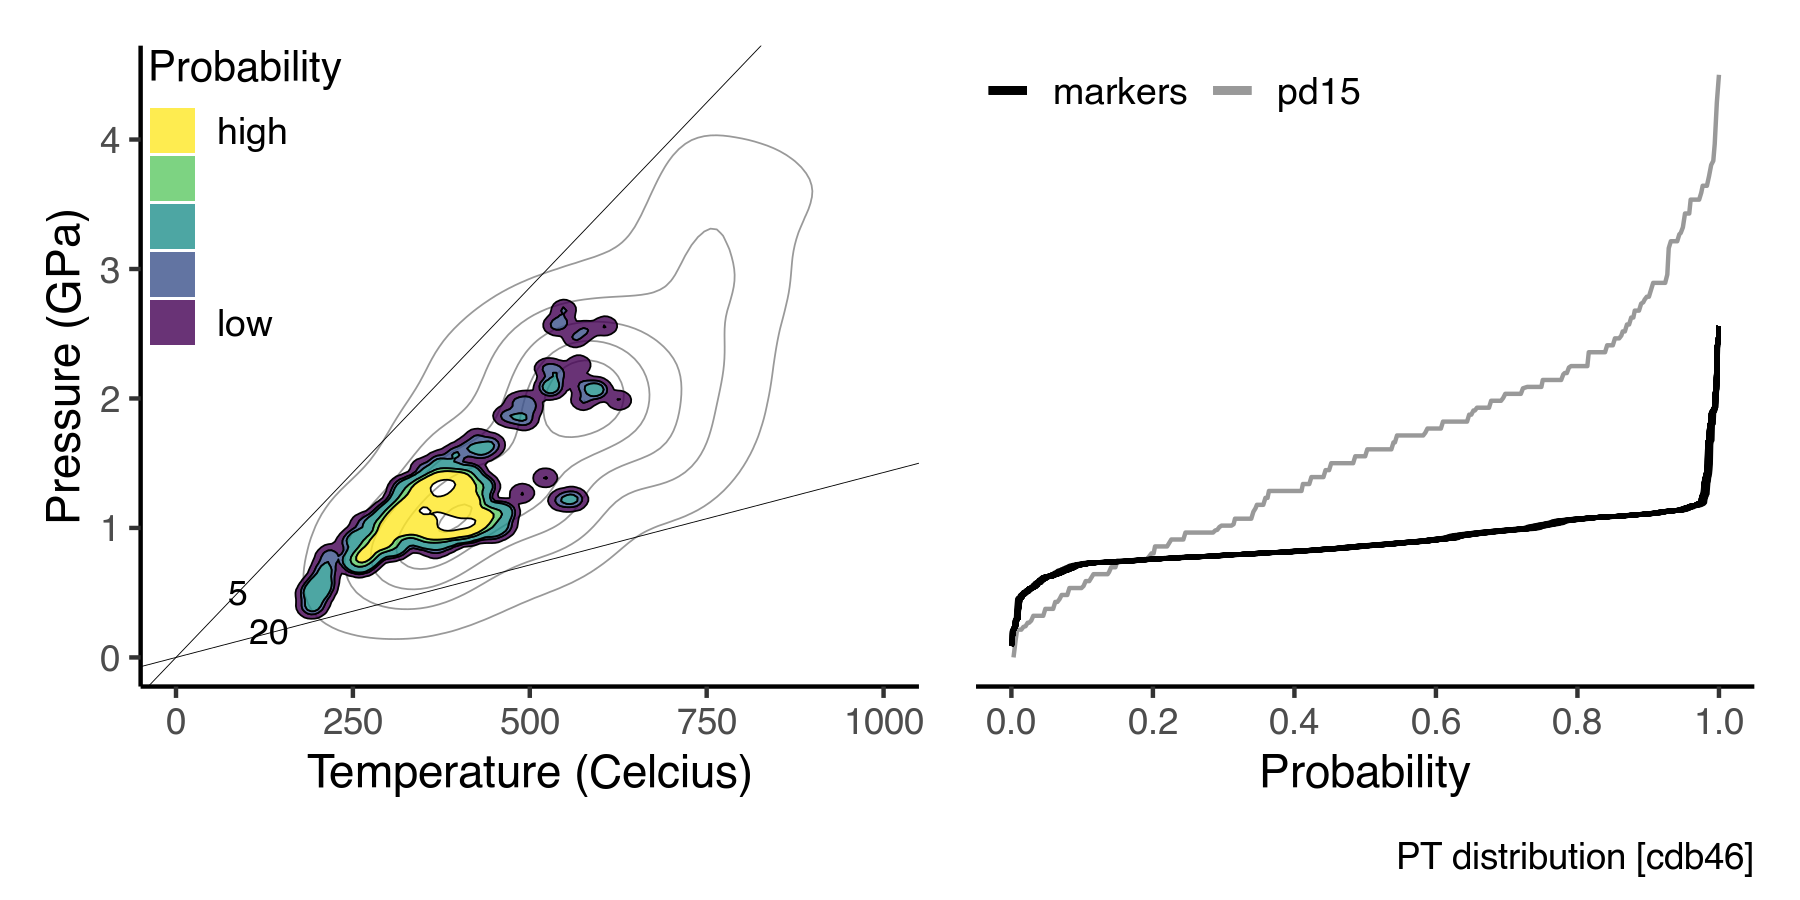 Probability
high
low
4
3
2
1
0
Pressure (GPa)
5
20
0 250 500 750 1000
Temperature (Celcius)
markers pd15
0.0 0.2 0.4 0.6 0.8 1.0
Probability
PT distribution [cdb46]